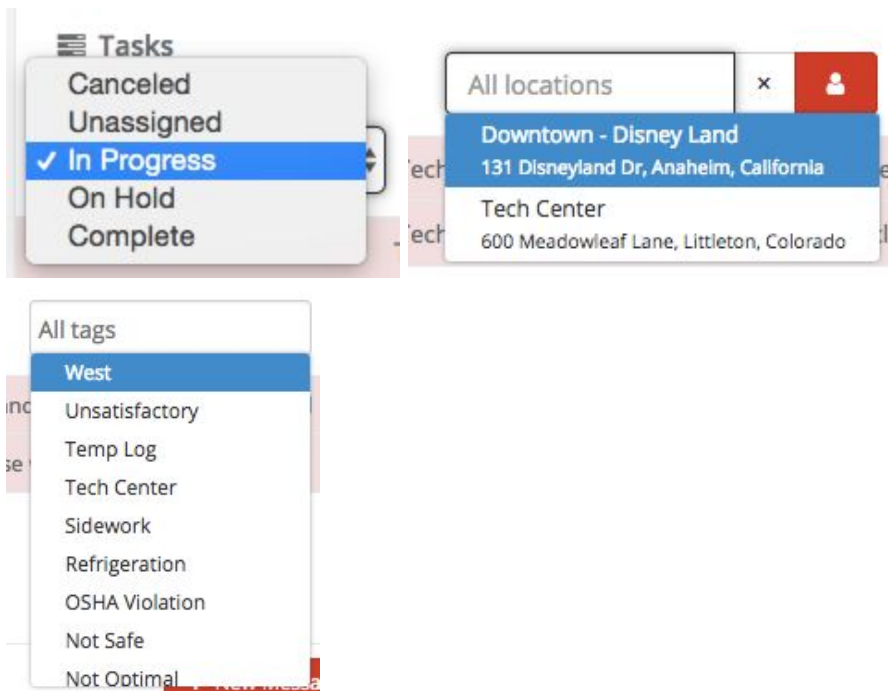 Tasks
Canceled
Unassigned
✓ In Progress
On Hold
Complete
All locations ×
Downtown - Disney Land
131 Disneyland Dr, Anaheim, California
Tech Center
600 Meadowleaf Lane, Littleton, Colorado
All tags
West
Unsatisfactory
Temp Log
Tech Center
Sidework
Refrigeration
OSHA Violation
Not Safe
Not Optimal